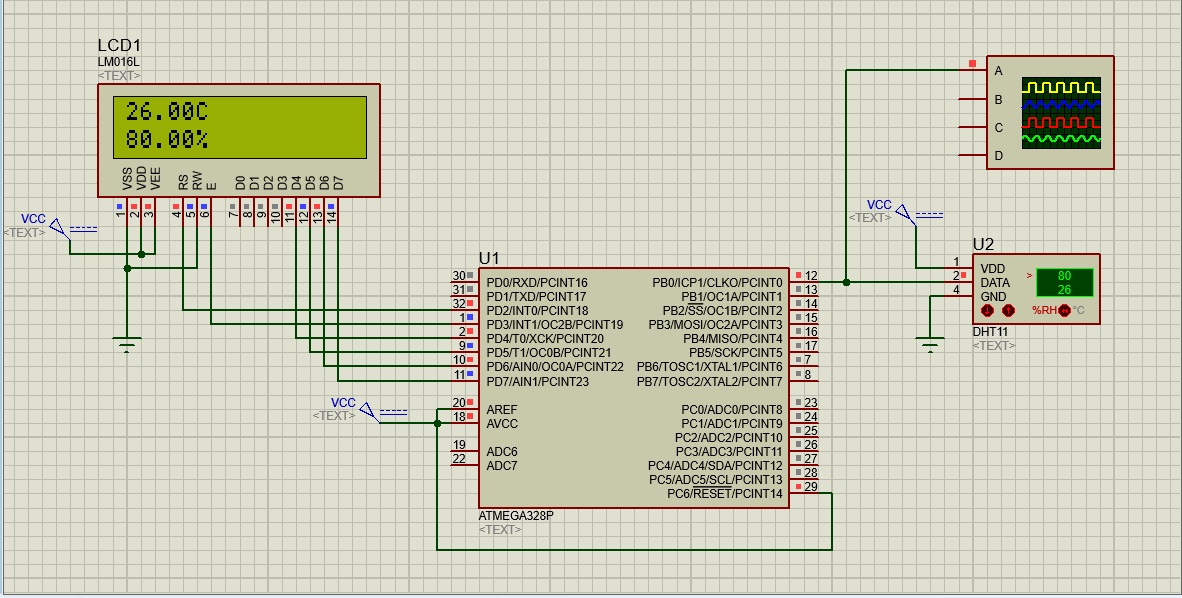 LCD1
LM016L
<TEXT>
26.00C
80.00%
VSS VDD VEE RS RW E D0 D1 D2 D3 D4 D5 D6 D7
1 2 3 4 5 6 7 8 9 10 11 12 13 14
VCC
<TEXT>
U1
30 PD0/RXD/PCINT16 PB0/ICP1/CLKO/PCINT0 12
31 PD1/TXD/PCINT17 PB1/OC1A/PCINT1 13
32 PD2/INT0/PCINT18 PB2/SS/OC1B/PCINT2 14
1 PD3/INT1/OC2B/PCINT19 PB3/MOSI/OC2A/PCINT3 15
2 PD4/T0/XCK/PCINT20 PB4/MISO/PCINT4 16
9 PD5/T1/OC0B/PCINT21 PB5/SCK/PCINT5 17
10 PD6/AIN0/OC0A/PCINT22 PB6/TOSC1/XTAL1/PCINT6 7
11 PD7/AIN1/PCINT23 PB7/TOSC2/XTAL2/PCINT7 8
20 AREF PC0/ADC0/PCINT8 23
18 AVCC PC1/ADC1/PCINT9 24
PC2/ADC2/PCINT10 25
19 ADC6 PC3/ADC3/PCINT11 26
22 ADC7 PC4/ADC4/SDA/PCINT12 27
PC5/ADC5/SCL/PCINT13 28
PC6/RESET/PCINT14 29
ATMEGA328P
<TEXT>
VCC
<TEXT>
A
B
C
D
VCC
<TEXT>
U2
1 VDD
2 DATA
4 GND
> 80
26
%RH °C
DHT11
<TEXT>